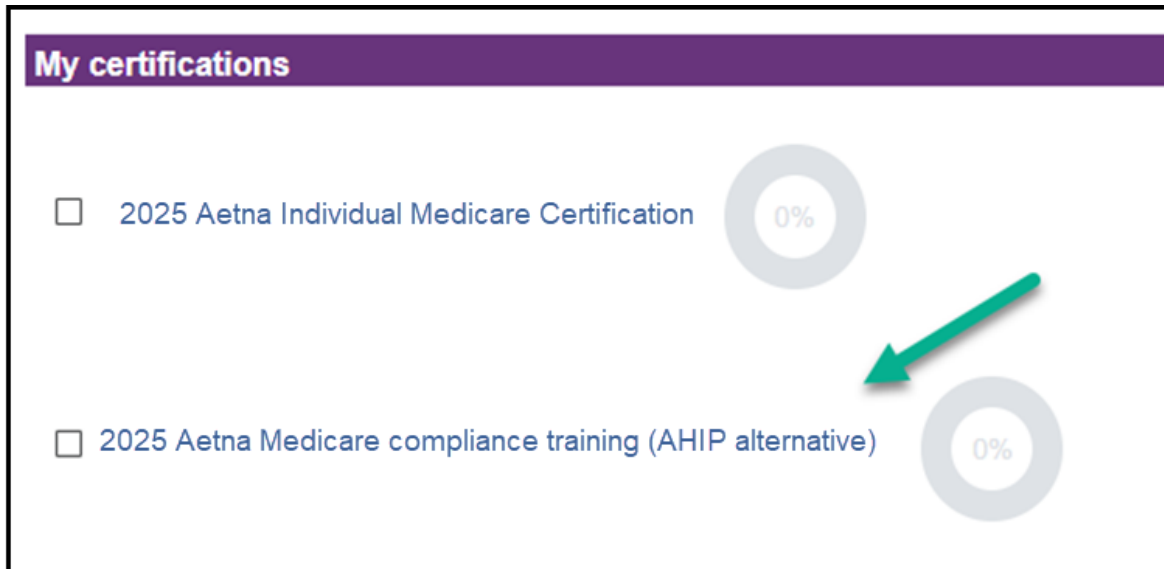 My certifications
2025 Aetna Individual Medicare Certification
0%
2025 Aetna Medicare compliance training (AHIP alternative)
0%